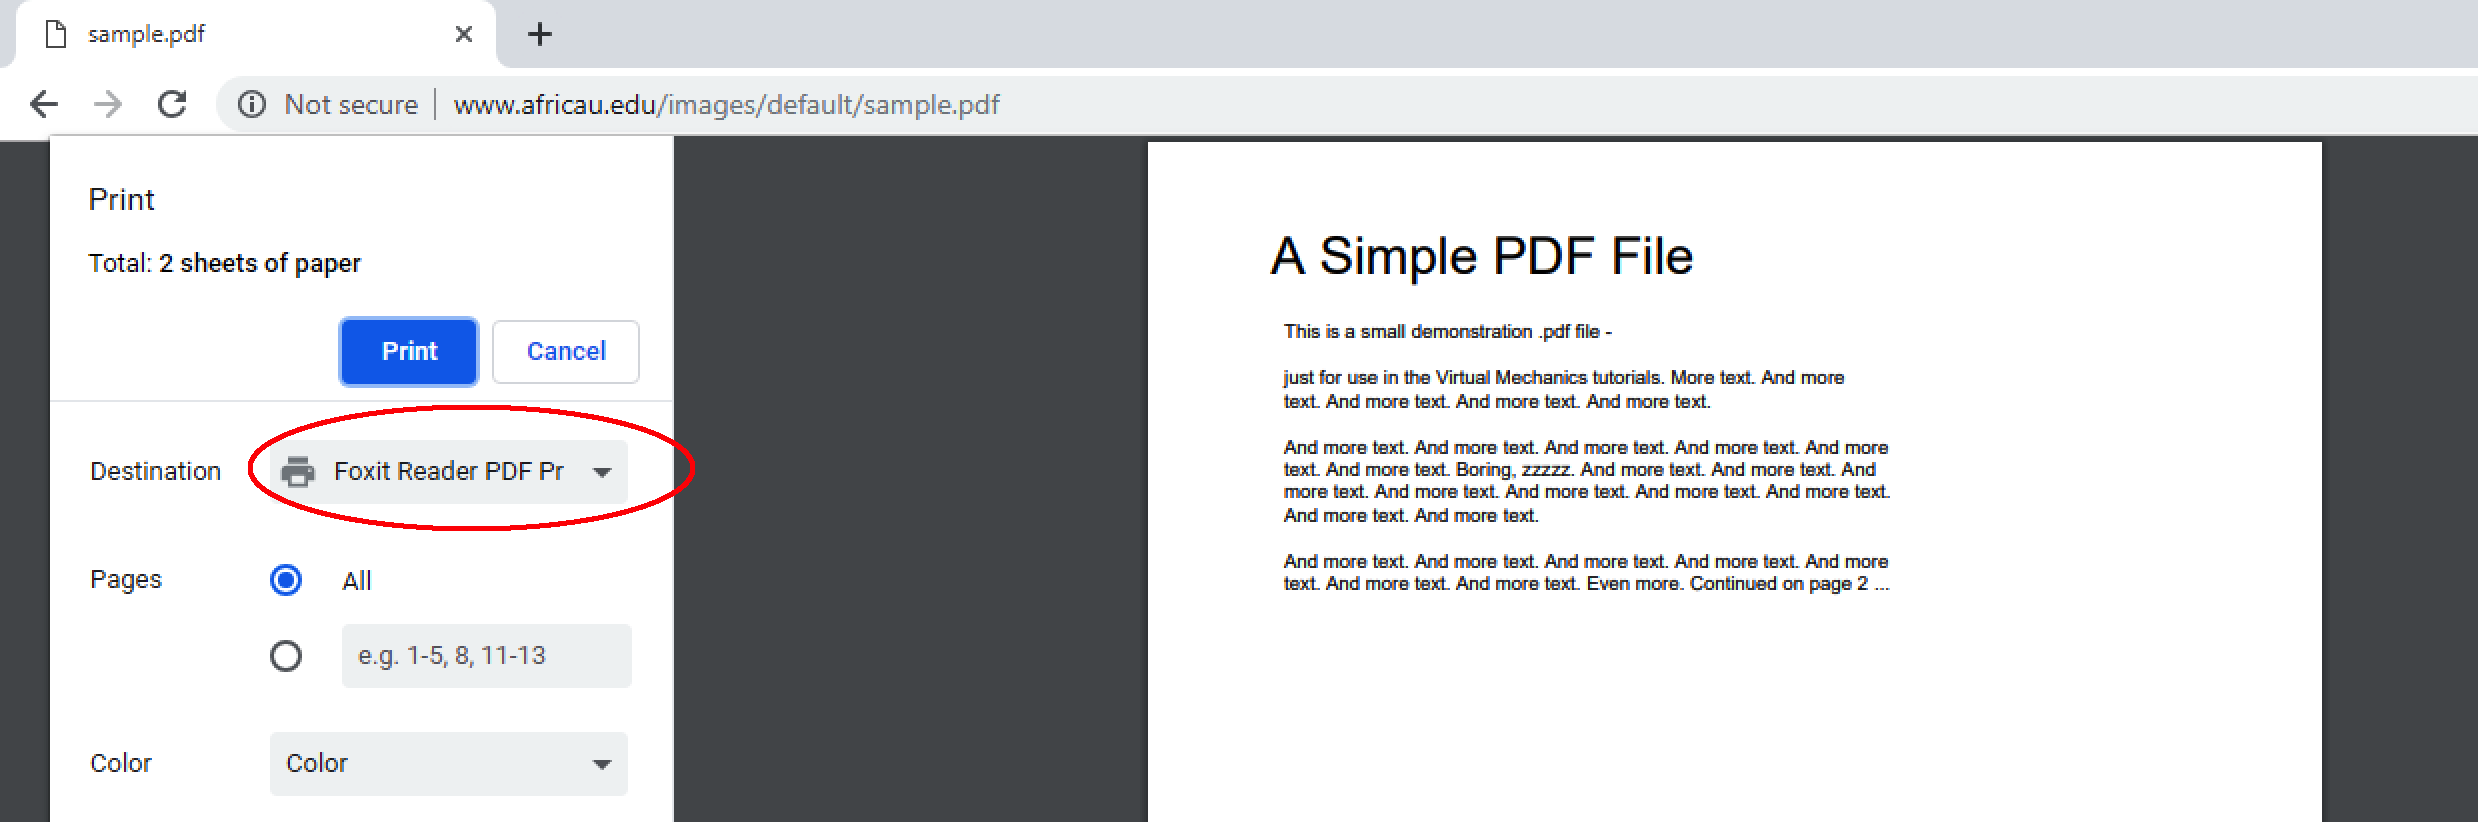 sample.pdf
Not secure | www.africau.edu/images/default/sample.pdf
Print
Total: 2 sheets of paper
Print Cancel
Destination Foxit Reader PDF Pr
Pages All
e.g. 1-5, 8, 11-13
Color Color
A Simple PDF File
This is a small demonstration .pdf file -
just for use in the Virtual Mechanics tutorials. More text. And more
text. And more text. And more text. And more text.
And more text. And more text. And more text. And more text. And more
text. And more text. Boring, zzzzz. And more text. And more text. And
more text. And more text. And more text. And more text. And more text.
And more text. And more text.
And more text. And more text. And more text. And more text. And more
text. And more text. And more text. Even more. Continued on page 2 ...